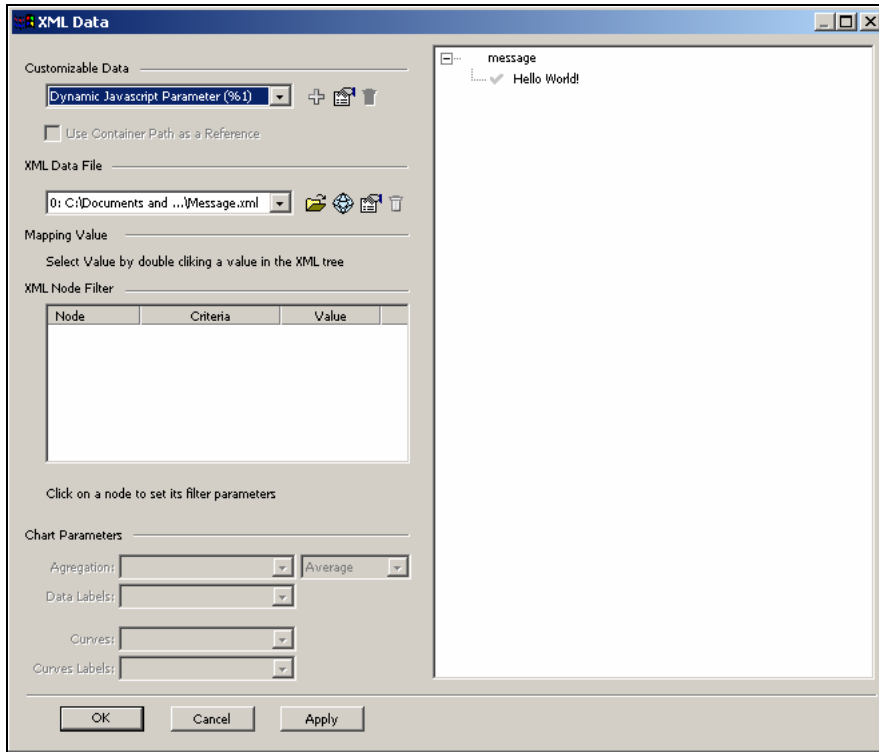 XML Data
Customizable Data
Dynamic Javascript Parameter (%1)
Use Container Path as a Reference
XML Data File
0: C:\Documents and ...\Message.xml
Mapping Value
Select Value by double cliking a value in the XML tree
XML Node Filter
Node Criteria Value
Click on a node to set its filter parameters
Chart Parameters
Agregation: Average
Data Labels:
Curves:
Curves Labels:
OK Cancel Apply
message
Hello World!